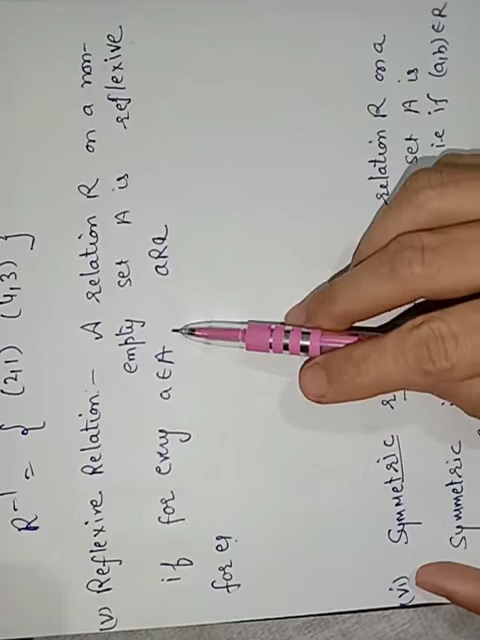 R⁻¹ = { (2,1) (4,3) }
(v) Reflexive Relation:- A relation R on a non-
empty set A is reflexive
if for every a ∈ A aRa
for eg
(vi) Symmetric relation R on a
Symmetric set A is
i.e if (a,b) ∈ R